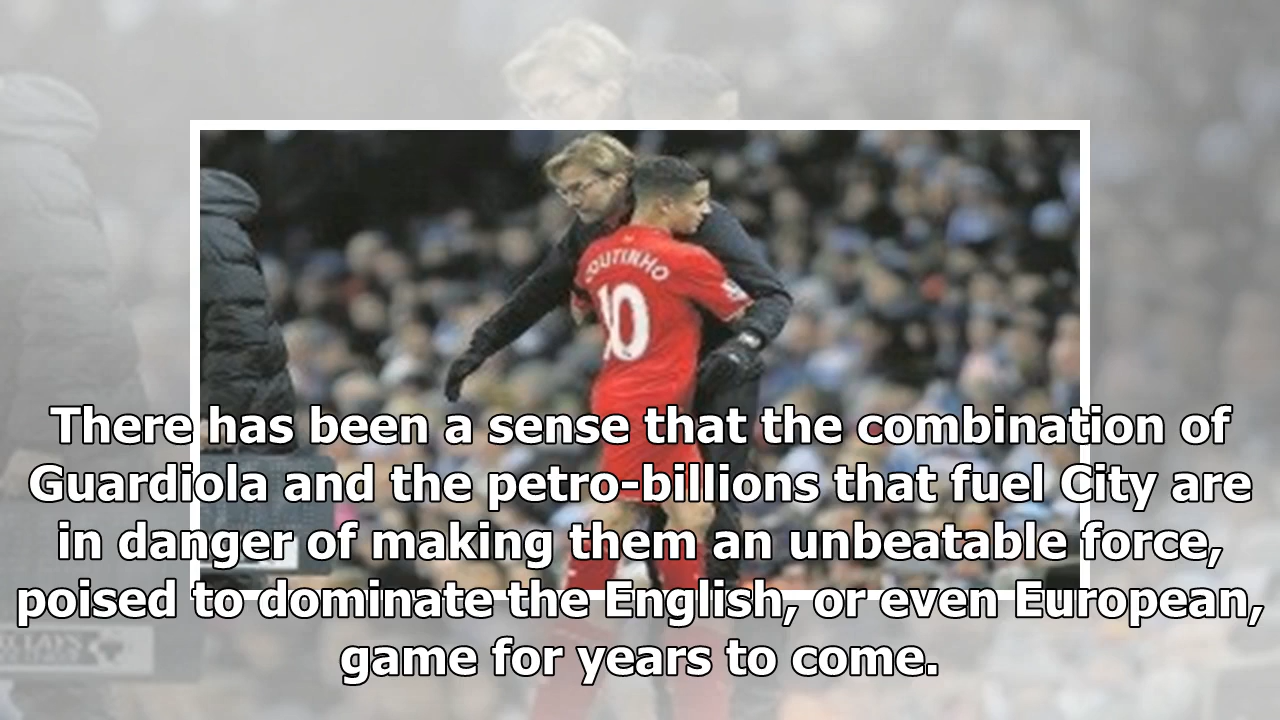 COUTINHO
10
There has been a sense that the combination of
Guardiola and the petro-billions that fuel City are
in danger of making them an unbeatable force,
poised to dominate the English, or even European,
game for years to come.